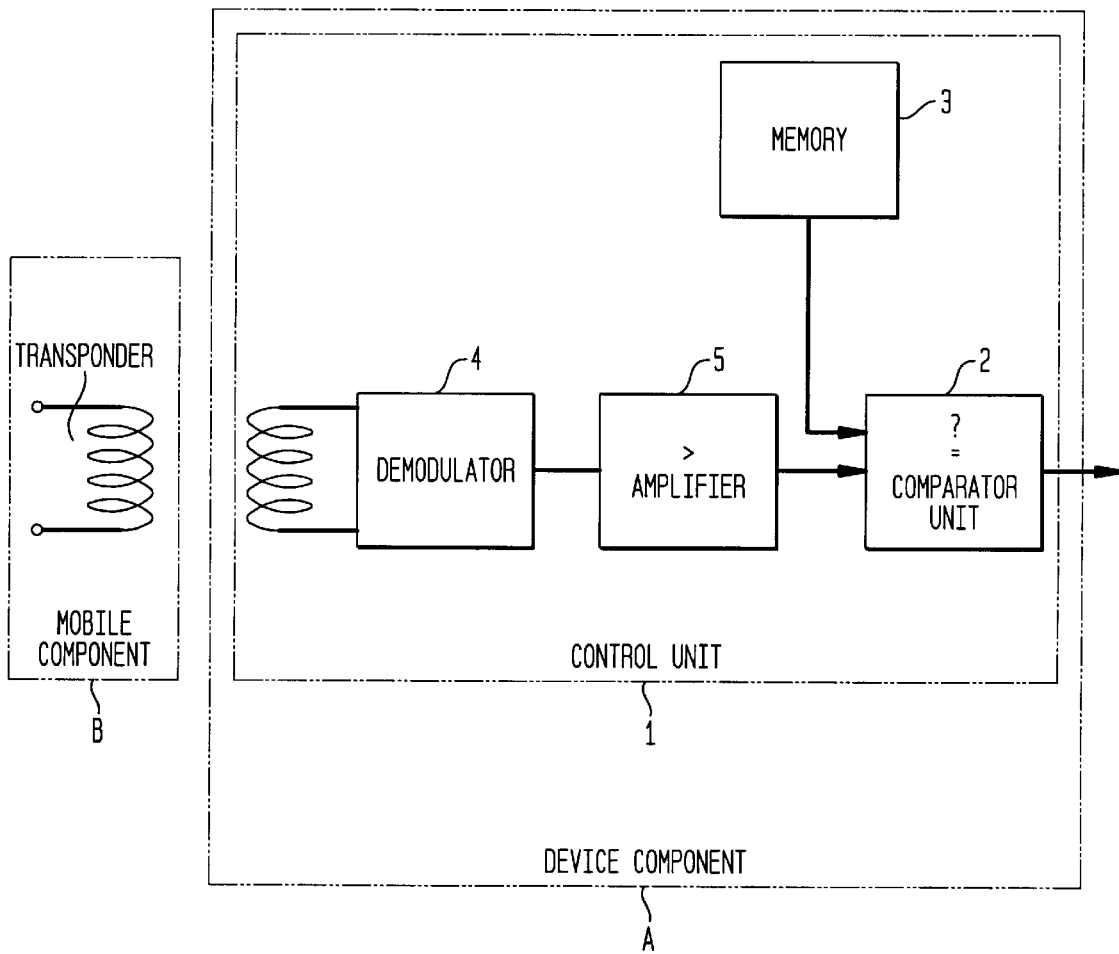 3
MEMORY
TRANSPONDER
4
5
2
DEMODULATOR
>
AMPLIFIER
?
=
COMPARATOR
UNIT
MOBILE
COMPONENT
CONTROL UNIT
B
1
DEVICE COMPONENT
A